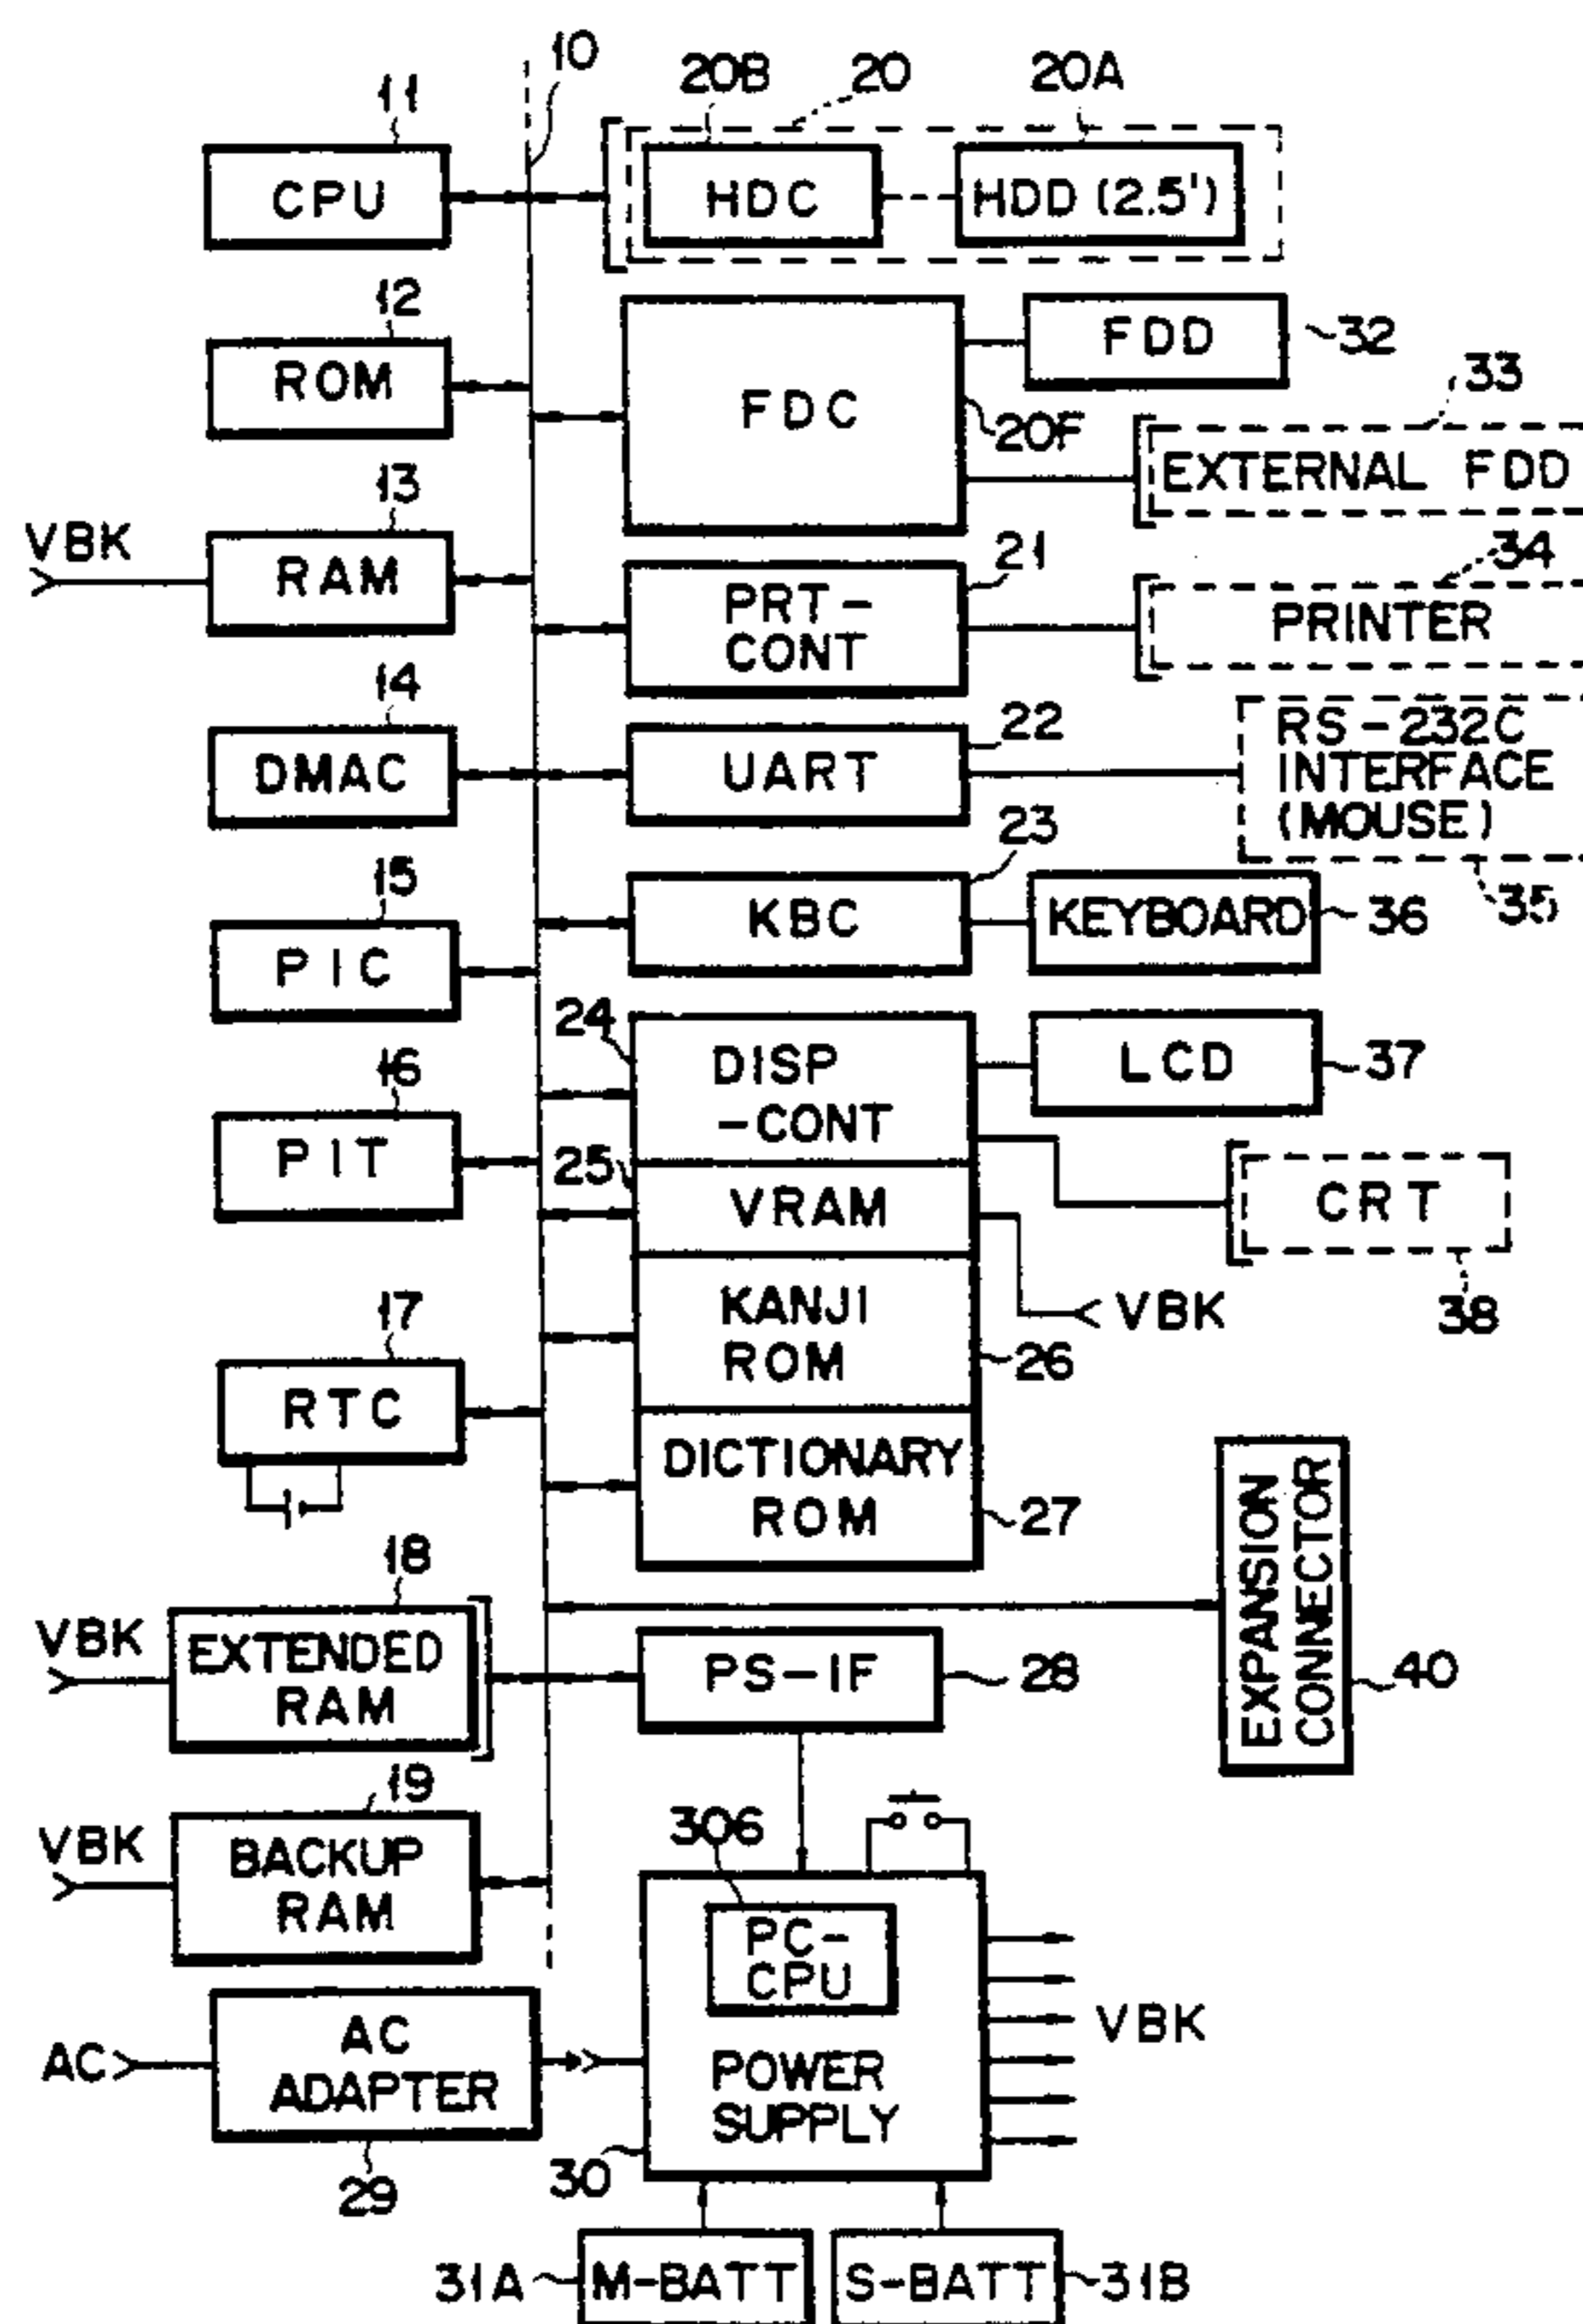 10
11
20B
20
20A
CPU
HDC
HDD (2.5')
12
ROM
FDC
FDD
32
20F
33
EXTERNAL FDD
13
VBK
RAM
21
PRT-
CONT
34
PRINTER
14
DMAC
22
UART
RS-232C
INTERFACE
(MOUSE)
35
15
PIC
23
KBC
KEYBOARD
36
16
PIT
24
DISP
-CONT
LCD
37
25
VRAM
CRT
38
VBK
17
RTC
KANJI
ROM
26
DICTIONARY
ROM
27
EXPANSION
CONNECTOR
40
18
VBK
EXTENDED
RAM
PS-IF
28
19
VBK
BACKUP
RAM
306
PC-
CPU
POWER
SUPPLY
30
VBK
AC
AC
ADAPTER
29
31A
M-BATT
S-BATT
31B